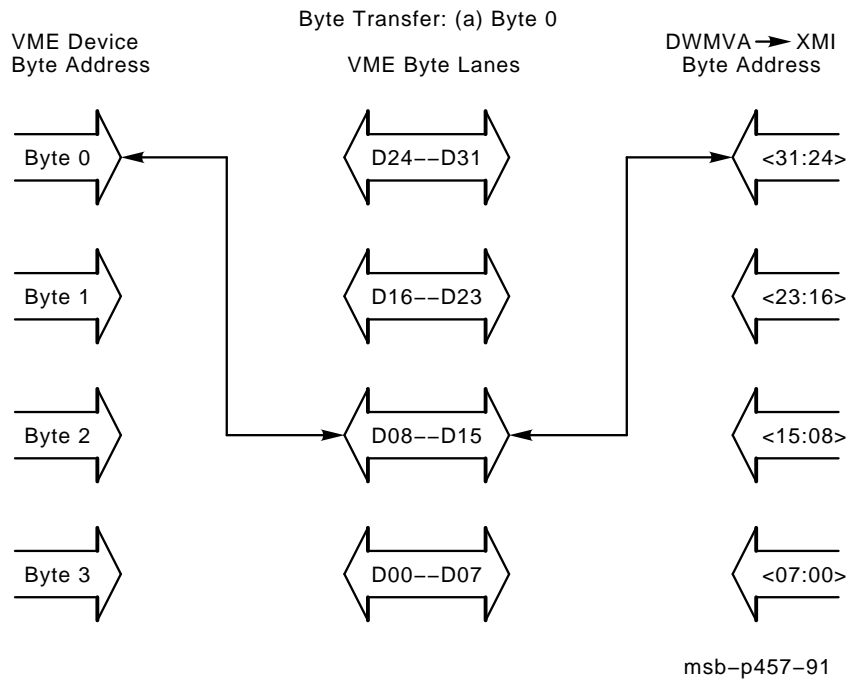 Byte Transfer: (a) Byte 0
VME Device
Byte Address
VME Byte Lanes
DWMVA → XMI
Byte Address
Byte 0
D24--D31
<31:24>
Byte 1
D16--D23
<23:16>
Byte 2
D08--D15
<15:08>
Byte 3
D00--D07
<07:00>
msb-p457-91